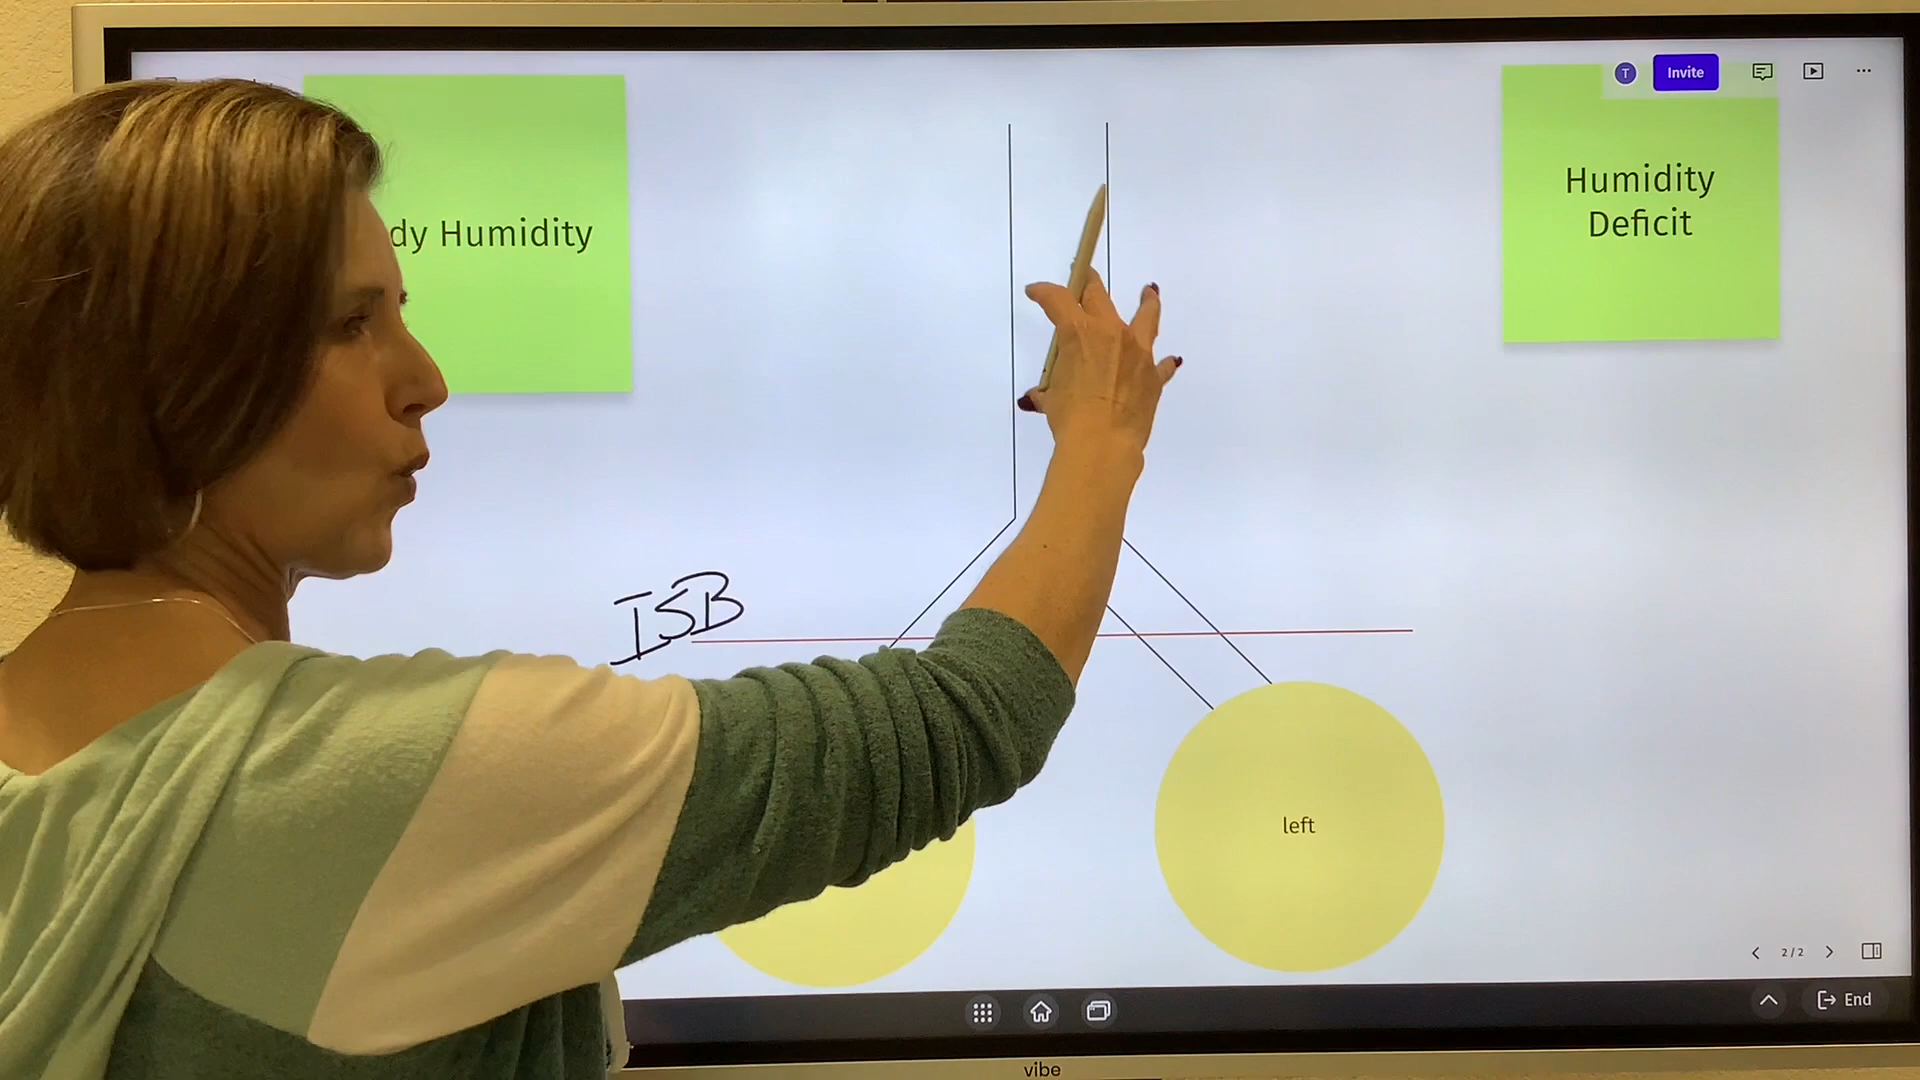 T
Invite
dy Humidity
Humidity
Deficit
ISB
left
2/2
End
vibe